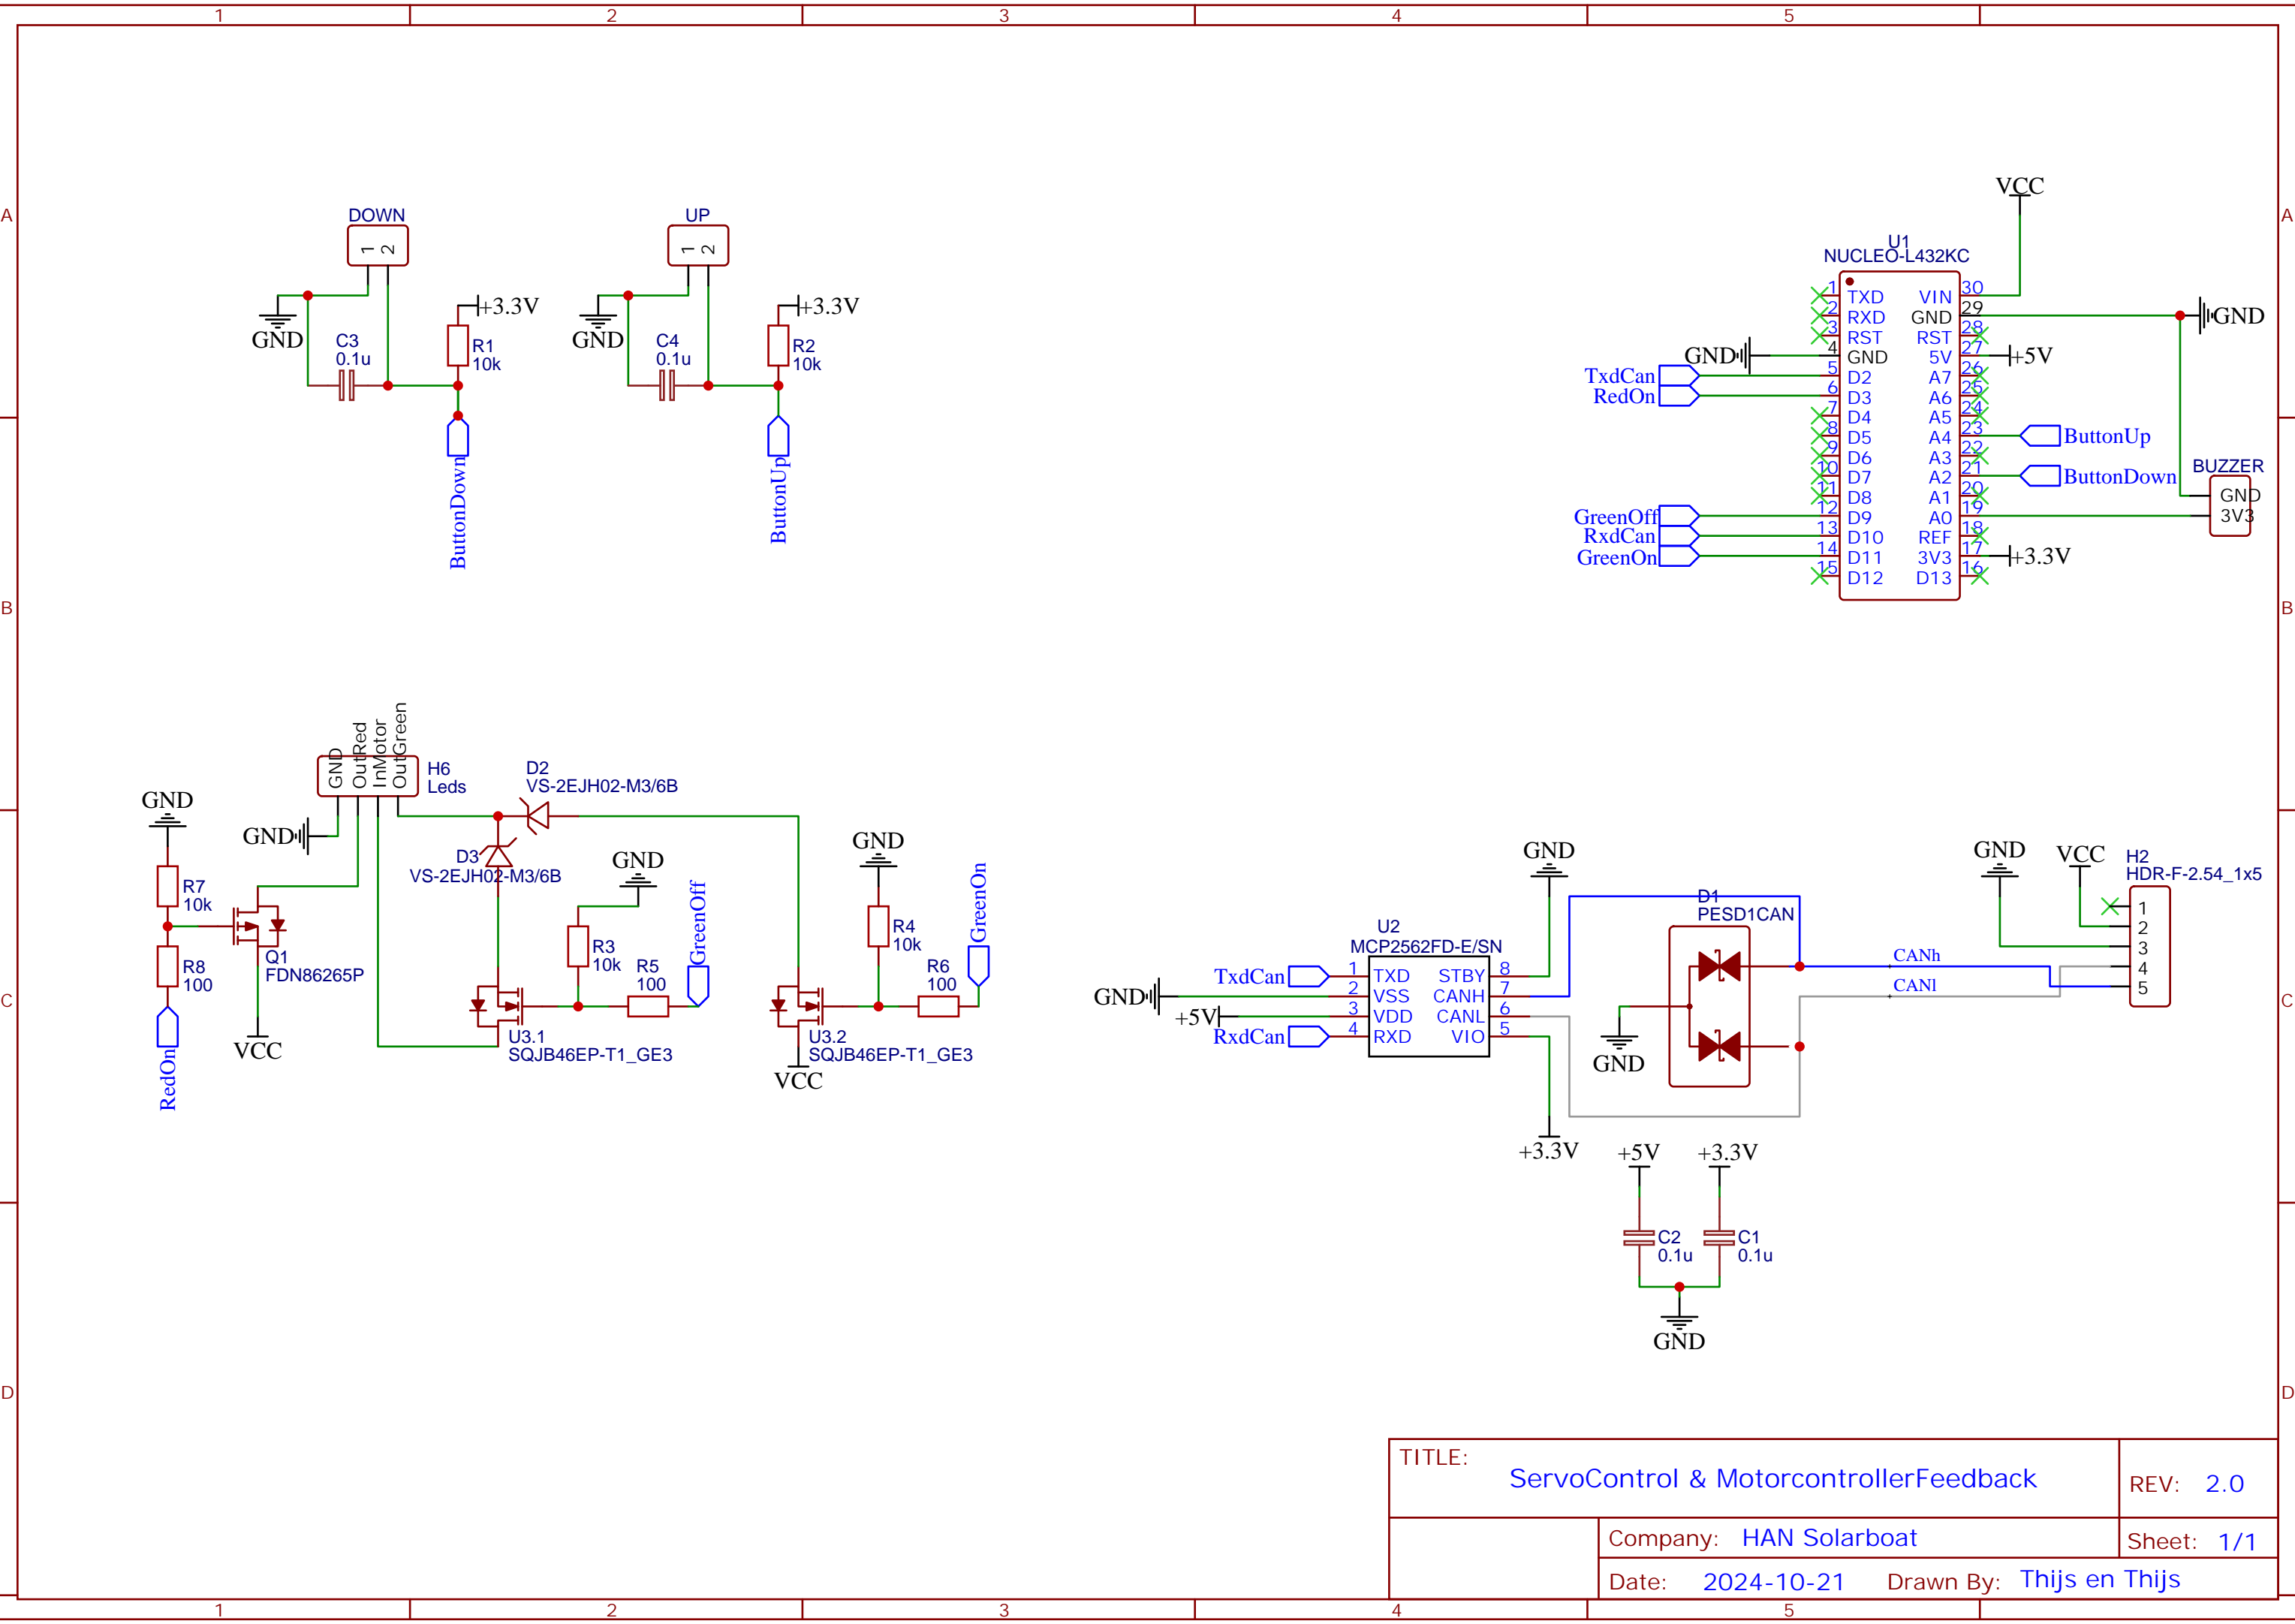 1 2 3 4 5
A A
B B
C C
D D
1 2 3 4 5
DOWN
1 2
GND
+3.3V
C3
0.1u
R1
10k
ButtonDown
UP
1 2
GND
+3.3V
C4
0.1u
R2
10k
ButtonUp
VCC
U1
NUCLEO-L432KC
1 TXD VIN 30
2 RXD GND 29
3 RST RST 28
4 GND 5V 27
5 D2 A7 26
6 D3 A6 25
7 D4 A5 24
8 D5 A4 23
9 D6 A3 22
10 D7 A2 21
11 D8 A1 20
12 D9 A0 19
13 D10 REF 18
14 D11 3V3 17
15 D12 D13 16
GND
TxdCan
RedOn
GreenOff
RxdCan
GreenOn
GND
+5V
ButtonUp
ButtonDown
+3.3V
BUZZER
GND
3V3
GND
OutRed
InMotor
OutGreen
H6
Leds
GND
GND
R7
10k
R8
100
RedOn
Q1
FDN86265P
VCC
D2
VS-2EJH02-M3/6B
D3
VS-2EJH02-M3/6B
GND
R3
10k
R5
100
GreenOff
U3.1
SQJB46EP-T1_GE3
GND
R4
10k
R6
100
GreenOn
U3.2
SQJB46EP-T1_GE3
VCC
GND
U2
MCP2562FD-E/SN
1 TXD STBY 8
2 VSS CANH 7
3 VDD CANL 6
4 RXD VIO 5
TxdCan
GND
+5V
RxdCan
+3.3V
D1
PESD1CAN
GND
CANh
CANl
GND
VCC
H2
HDR-F-2.54_1x5
1
2
3
4
5
+5V +3.3V
C2
0.1u
C1
0.1u
GND
TITLE:
ServoControl & MotorcontrollerFeedback
REV: 2.0
Company: HAN Solarboat
Sheet: 1/1
Date: 2024-10-21 Drawn By: Thijs en Thijs